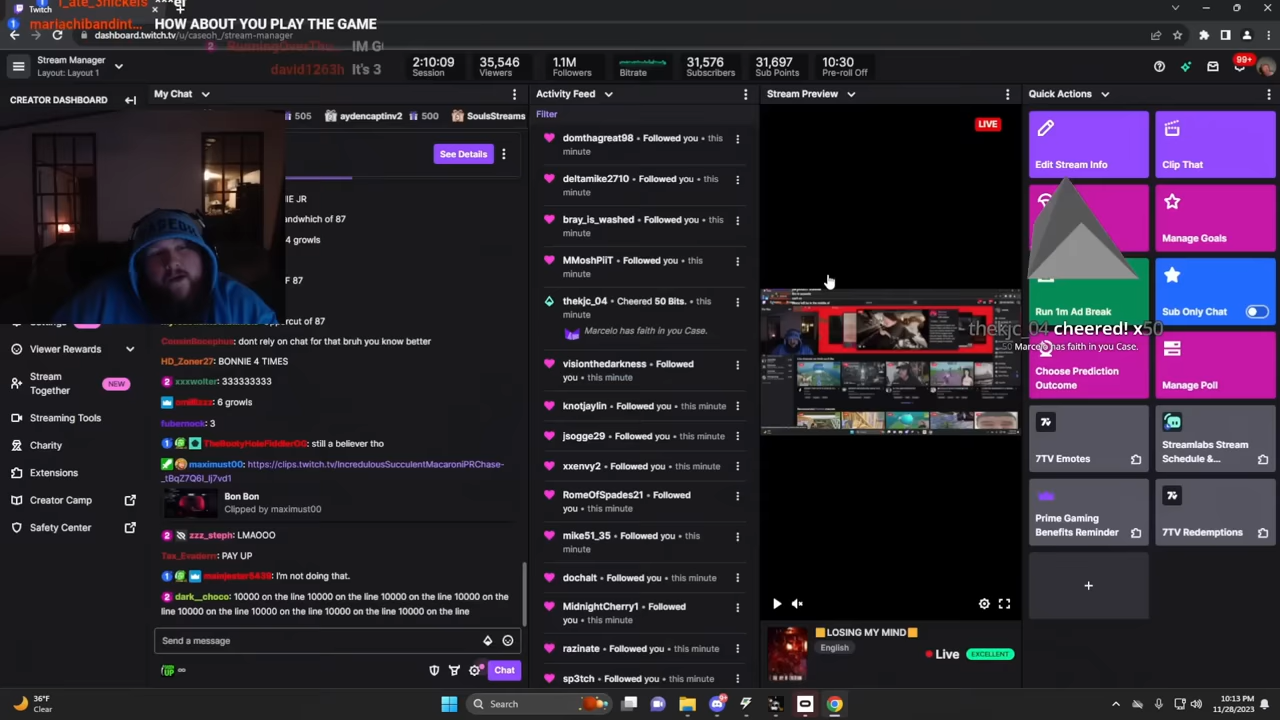 Twitch
HOW ABOUT YOU PLAY THE GAME
dashboard.twitch.tv/u/caseoh_/stream-manager
david1263h It's 3
Stream Manager
Layout: Layout 1
2:10:09
Session
35,546
Viewers
1.1M
Followers
Bitrate
31,576
Subscribers
31,697
Sub Points
10:30
Pre-roll Off
99+
CREATOR DASHBOARD
My Chat
Activity Feed
Stream Preview
Quick Actions
505
aydencaptinv2
500
SoulsStreams
See Details
IE JR
andwhich of 87
4 growls
F 87
ppercut of 87
CousinBocephus: dont rely on chat for that bruh you know better
HD_Zoner27: BONNIE 4 TIMES
xxxwolter: 333333333
: 6 growls
fubernock: 3
TheBootyHoleFiddler00: still a believer tho
maximust00: https://clips.twitch.tv/IncredulousSucculentMacaroniPRChase-
_tBqZ7Q6I_Ij7vd1
Bon Bon
Clipped by maximust00
zzz_steph: LMAOOO
Tax_Evaderrr: PAY UP
mainjester5438: I'm not doing that.
dark__choco: 10000 on the line 10000 on the line 10000 on the line 10000 on the
line 10000 on the line 10000 on the line 10000 on the line 10000 on the line
Send a message
Chat
Viewer Rewards
Stream
Together
NEW
Streaming Tools
Charity
Extensions
Creator Camp
Safety Center
Filter
domthagreat98 • Followed you • this
minute
deltamike2710 • Followed you • this
minute
bray_is_washed • Followed you • this
minute
MMoshPiiT • Followed you • this
minute
thekjc_04 • Cheered 50 Bits. • this
minute
Marcelo has faith in you Case.
visionthedarkness • Followed
you • this minute
knotjaylin • Followed you • this minute
jsogge29 • Followed you • this minute
xxenvy2 • Followed you • this minute
RomeOfSpades21 • Followed
you • this minute
mike51_35 • Followed you • this
minute
dochalt • Followed you • this minute
MidnightCherry1 • Followed
you • this minute
razinate • Followed you • this minute
sp3tch • Followed you • this minute
LIVE
LOSING MY MIND
English
Live
EXCELLENT
Edit Stream Info
Clip That
Manage Goals
Run 1m Ad Break
Sub Only Chat
thekjc_04 cheered! x50
50 Marcelo has faith in you Case.
Choose Prediction
Outcome
Manage Poll
7TV Emotes
Streamlabs Stream
Schedule &...
Prime Gaming
Benefits Reminder
7TV Redemptions
36°F
Clear
Search
10:13 PM
11/28/2023